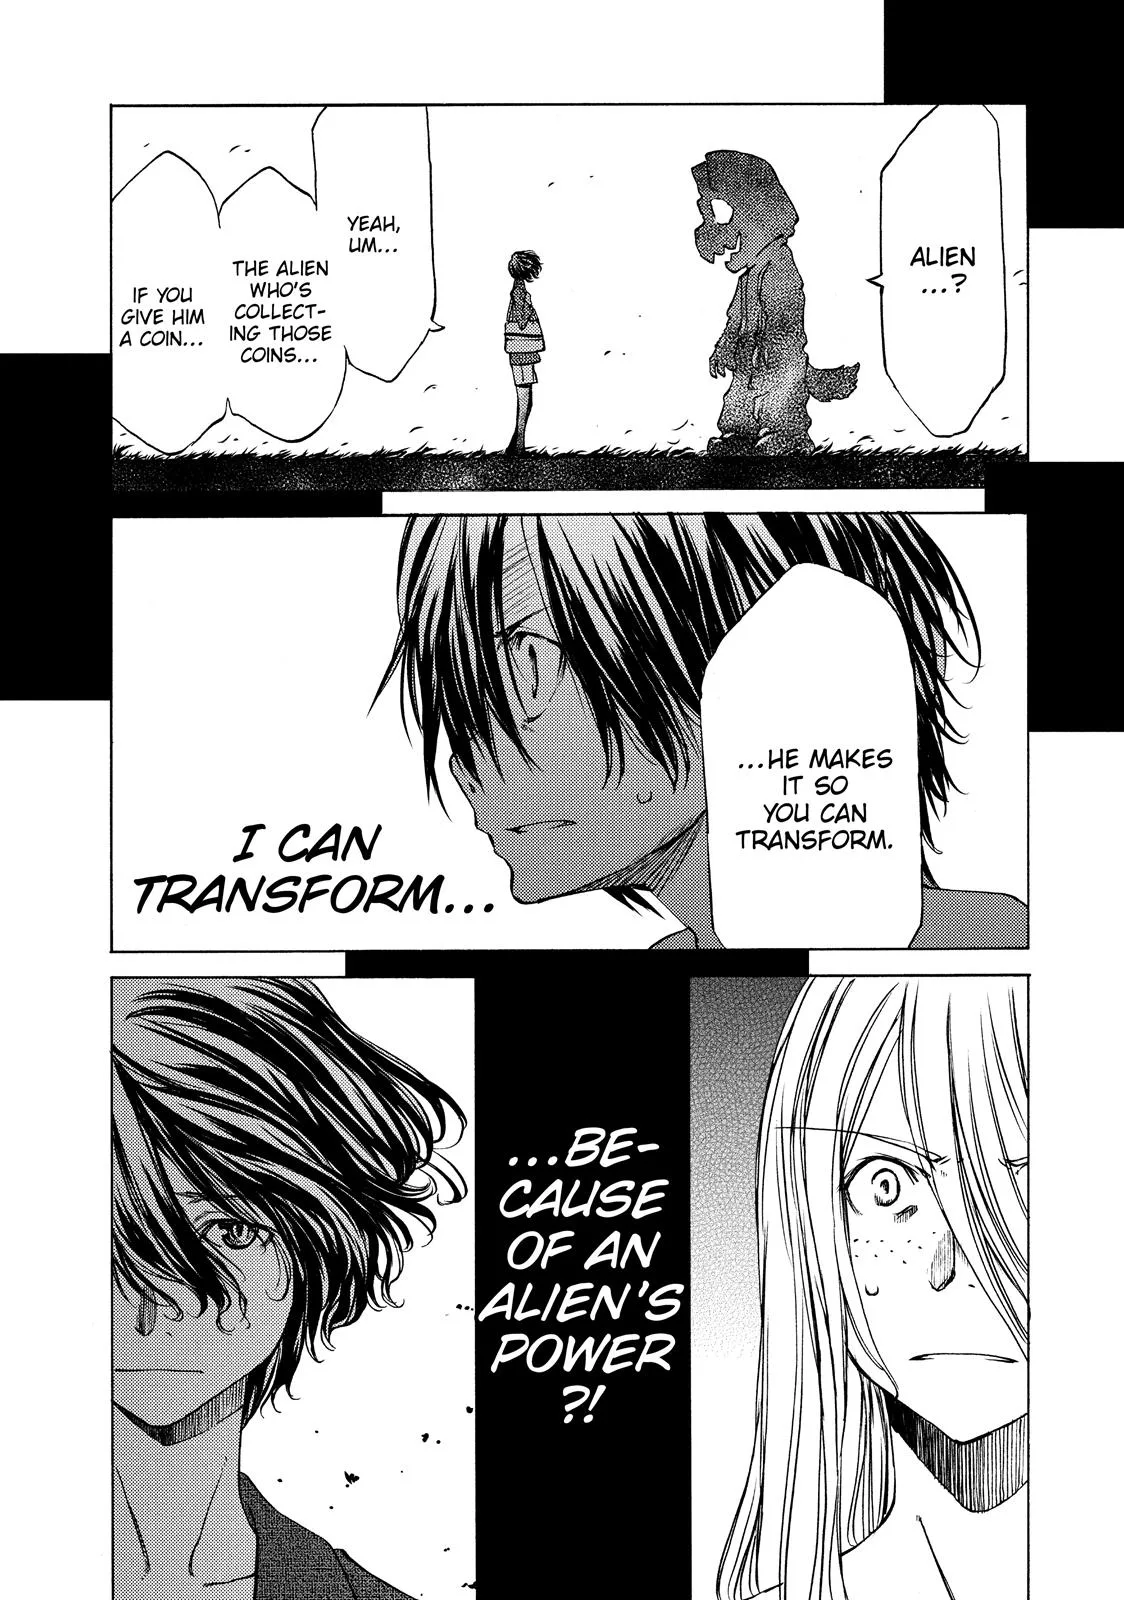 ALIEN
...?
YEAH,
UM...
THE ALIEN
WHO'S
COLLECT-
ING THOSE
COINS...
IF YOU
GIVE HIM
A COIN...
...HE MAKES
IT SO
YOU CAN
TRANSFORM.
I CAN
TRANSFORM...
...BE-
CAUSE
OF AN
ALIEN'S
POWER
?!